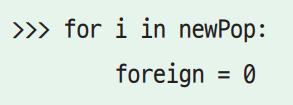 >>> for i in newPop:
        foreign = 0